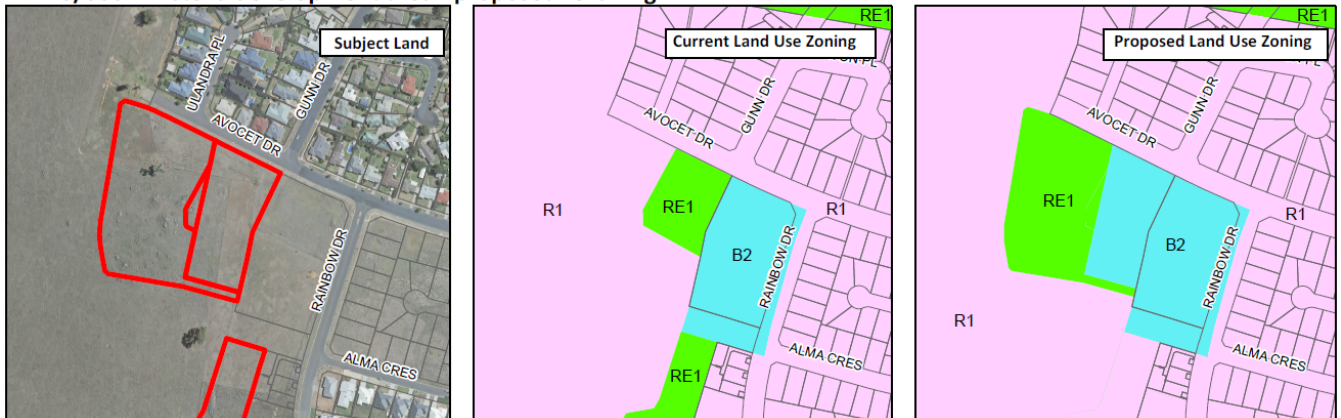 Subject Land
ULANDRA PL
GUNN DR
AVOCET DR
RAINBOW DR
ALMA CRES
Current Land Use Zoning
RE1
AVOCET DR
GUNN DR
R1
RE1
R1
B2
RAINBOW DR
ALMA CRES
RE1
Proposed Land Use Zoning
RE1
AVOCET DR
GUNN DR
RE1
R1
B2
RAINBOW DR
R1
ALMA CRES